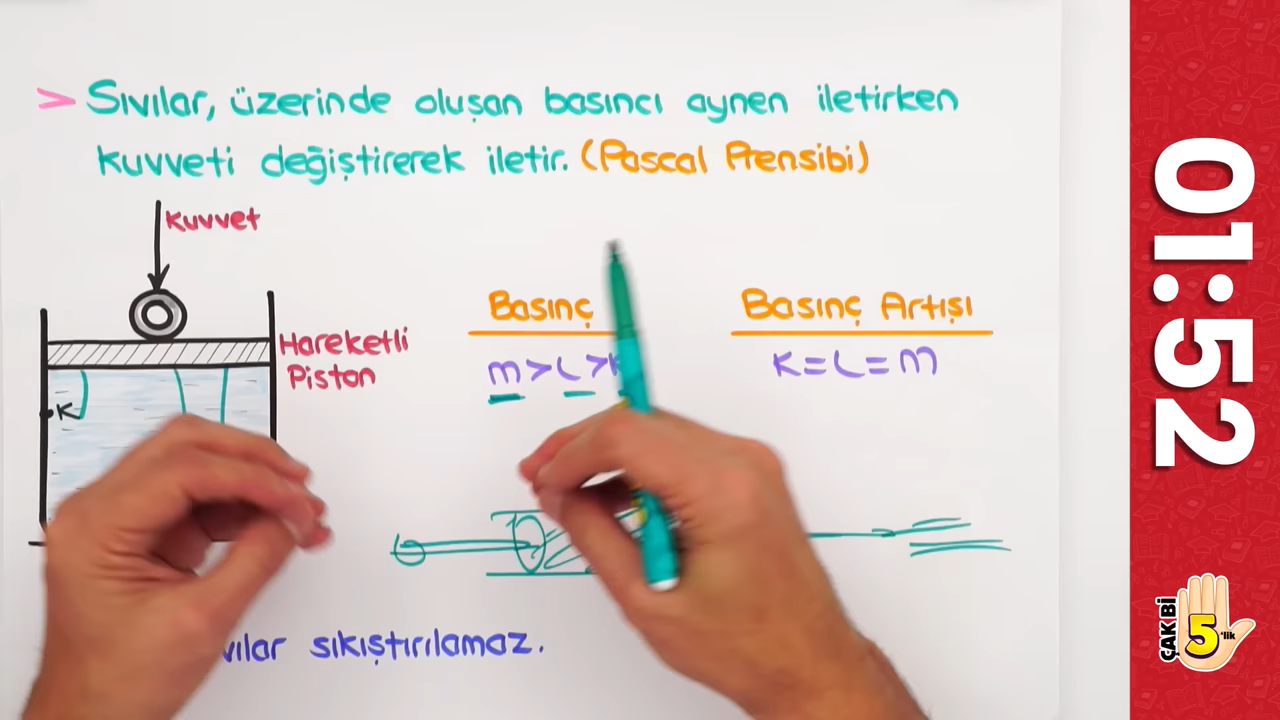 > Sıvılar, üzerinde oluşan basıncı aynen iletirken
kuvveti değiştirerek iletir. (Pascal Prensibi)
Kuvvet
Hareketli
Piston
K
Basınç
m > L >
Basınç Artışı
K = L = M
sıkıştırılamaz.
01:52
ÇAK Bİ
5'lik